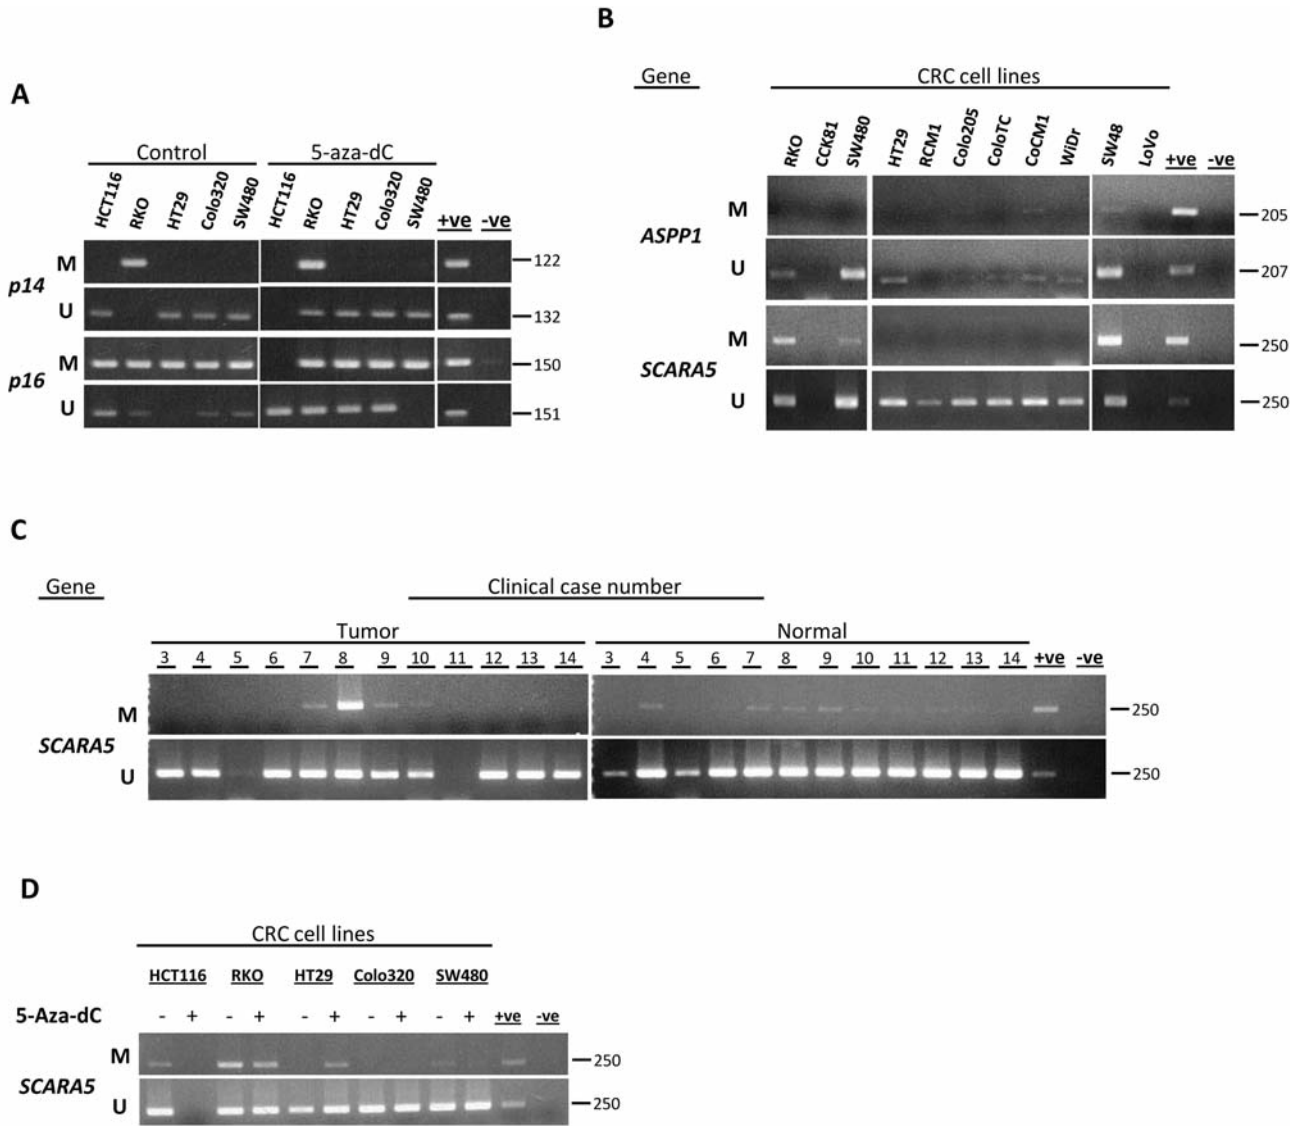 A
Control
5-aza-dC
HCT116 RKO HT29 Colo320 SW480 HCT116 RKO HT29 Colo320 SW480 +ve -ve
p14
M
122
U
132
p16
M
150
U
151
B
Gene
CRC cell lines
RKO CCK81 SW480 HT29 RCM1 Colo205 ColoTC CoCM1 WiDr SW48 LoVo +ve -ve
ASPP1
M
205
U
207
SCARA5
M
250
U
250
C
Gene
Clinical case number
Tumor
Normal
3 4 5 6 7 8 9 10 11 12 13 14 3 4 5 6 7 8 9 10 11 12 13 14 +ve -ve
SCARA5
M
250
U
250
D
CRC cell lines
HCT116 RKO HT29 Colo320 SW480
5-Aza-dC - + - + - + - + - + +ve -ve
SCARA5
M
250
U
250